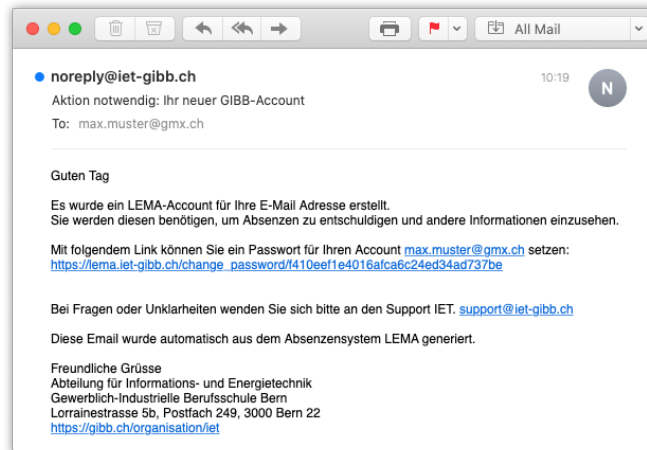 All Mail
noreply@iet-gibb.ch
10:19
N
Aktion notwendig: Ihr neuer GIBB-Account
To: max.muster@gmx.ch
Guten Tag
Es wurde ein LEMA-Account für Ihre E-Mail Adresse erstellt.
Sie werden diesen benötigen, um Absenzen zu entschuldigen und andere Informationen einzusehen.
Mit folgendem Link können Sie ein Passwort für Ihren Account max.muster@gmx.ch setzen:
https://lema.iet-gibb.ch/change_password/f410eef1e4016afca6c24ed34ad737be
Bei Fragen oder Unklarheiten wenden Sie sich bitte an den Support IET. support@iet-gibb.ch
Diese Email wurde automatisch aus dem Absenzensystem LEMA generiert.
Freundliche Grüsse
Abteilung für Informations- und Energietechnik
Gewerblich-Industrielle Berufsschule Bern
Lorrainestrasse 5b, Postfach 249, 3000 Bern 22
https://gibb.ch/organisation/iet